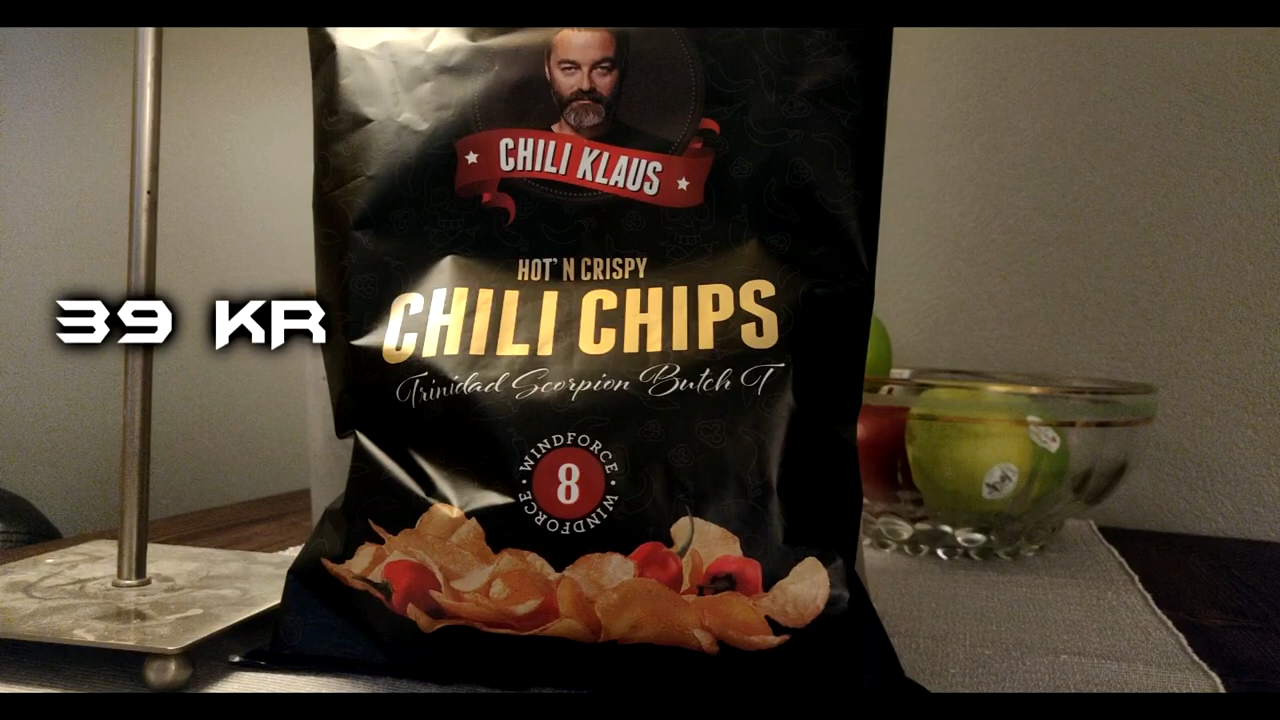 CHILI KLAUS
HOT' N CRISPY
CHILI CHIPS
39 KR
Trinidad Scorpion Butch T
WINDFORCE
8
WINDFORCE